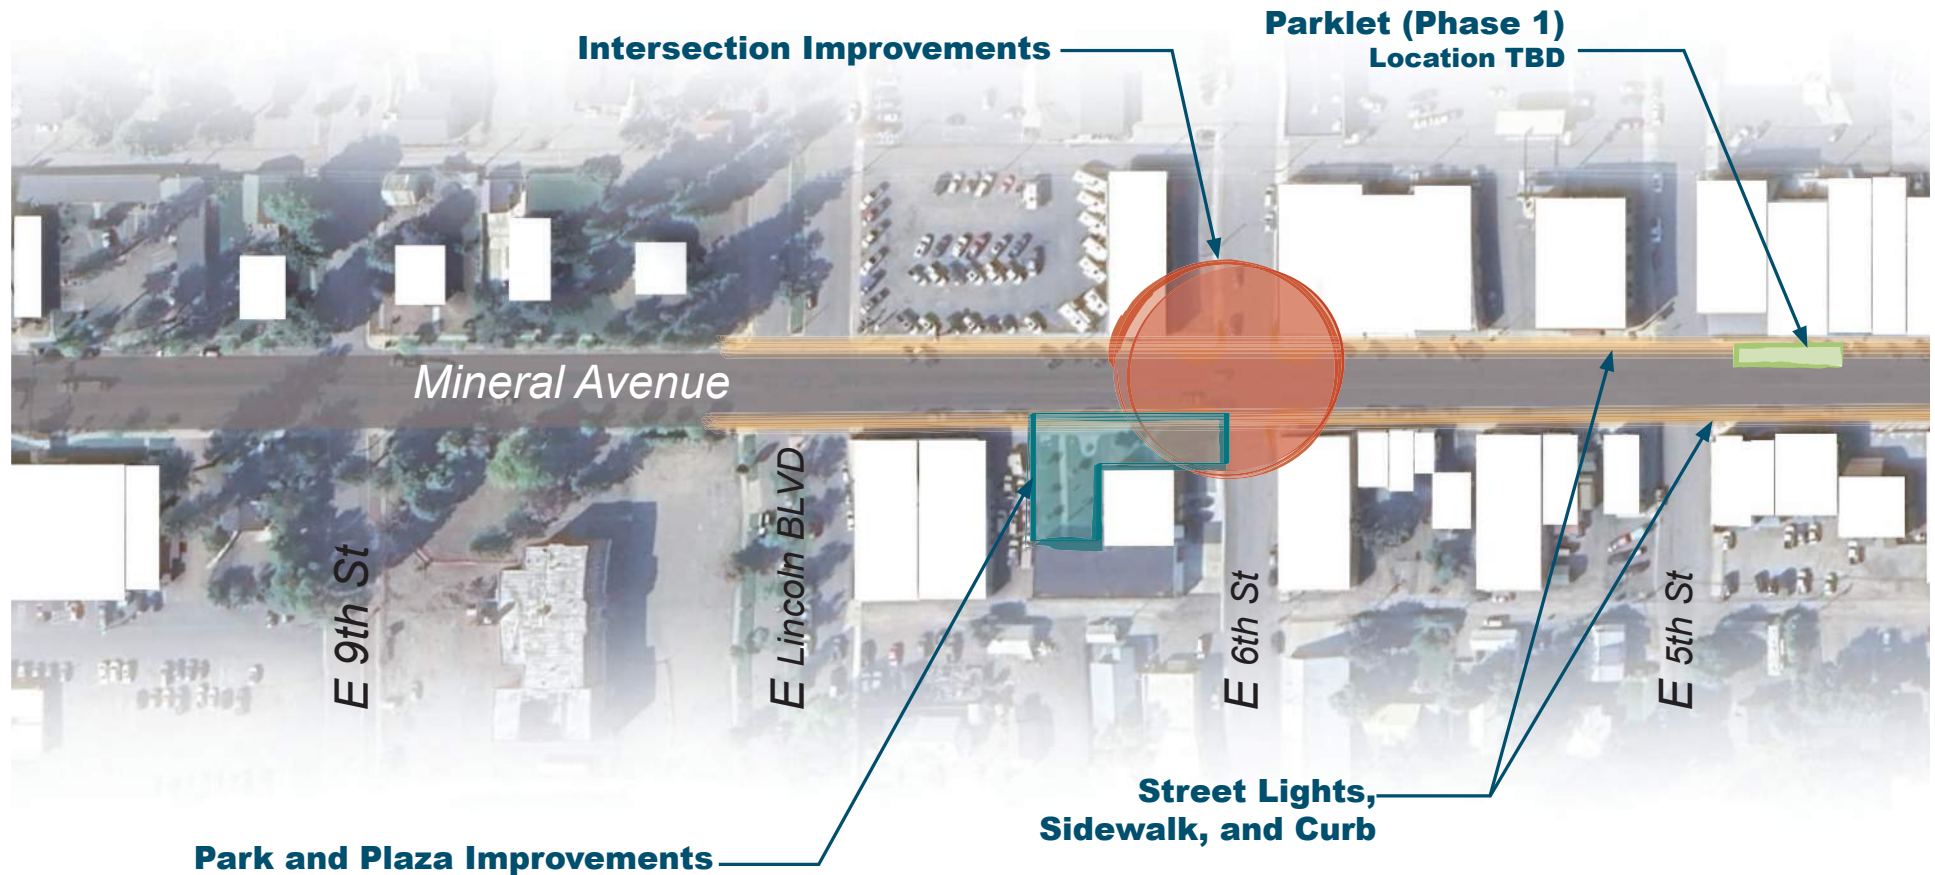 Parklet (Phase 1)
Location TBD
Intersection Improvements
Mineral Avenue
E 9th St
E Lincoln BLVD
E 6th St
E 5th St
Street Lights,
Sidewalk, and Curb
Park and Plaza Improvements